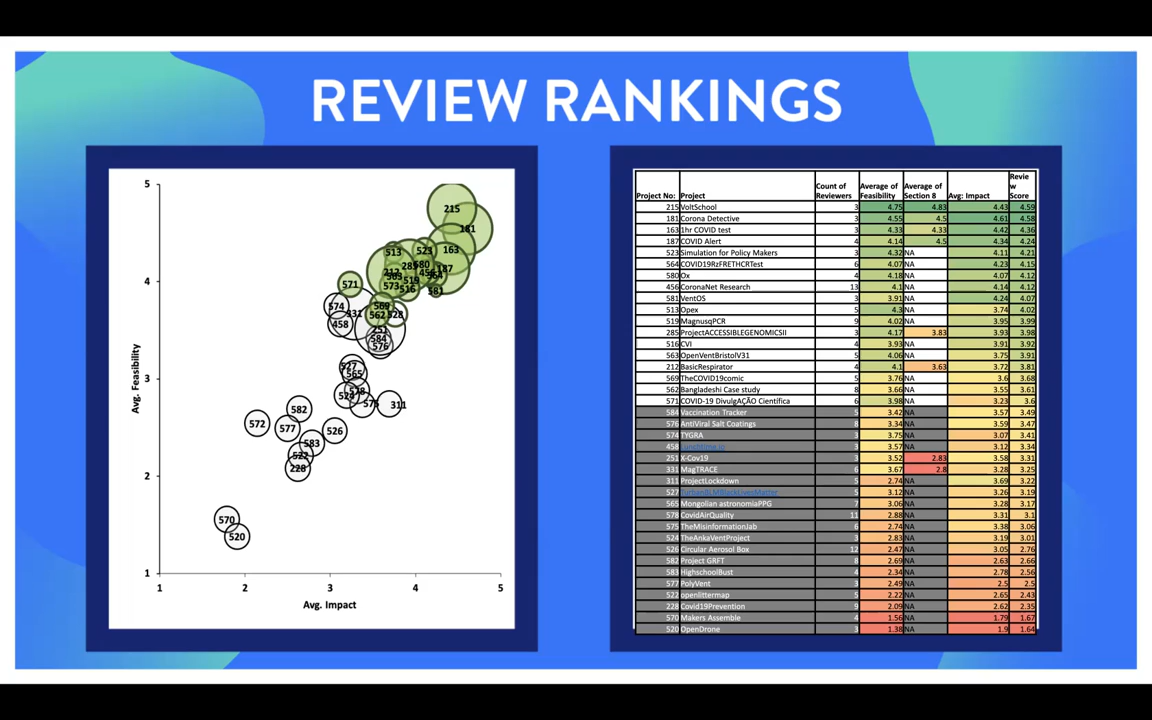 REVIEW RANKINGS
5
4
3
2
1
1 2 3 4 5
Avg. Feasibility
Avg. Impact
215
181
163
187
513
523
580
571
573
519
516
581
574
331
458
569
562
528
251
584
576
527
565
578
524
575
311
582
572
577
526
583
522
228
570
520
Project No: Project Count of Reviewers Average of Feasibility Average of Section 8 Avg: Impact Review Score
215 VoltSchool 3 4.75 4.83 4.43 4.59
181 Corona Detective 3 4.55 4.5 4.61 4.58
163 1hr COVID test 3 4.33 4.33 4.42 4.36
187 COVID Alert 4 4.14 4.5 4.34 4.24
523 Simulation for Policy Makers 3 4.32 NA 4.11 4.21
564 COVID19RzFRETHCRTest 6 4.07 NA 4.23 4.15
580 Ox 4 4.18 NA 4.07 4.12
456 CoronaNet Research 13 4.1 NA 4.14 4.12
581 VentOS 3 3.91 NA 4.24 4.07
513 Opex 5 4.3 NA 3.74 4.02
519 MagnusqPCR 9 4.02 NA 3.95 3.99
285 ProjectACCESSIBLEGENOMICSII 3 4.17 3.83 3.93 3.98
516 CVI 4 3.93 NA 3.91 3.92
563 OpenVentBristolV31 5 4.06 NA 3.75 3.91
212 BasicRespirator 4 4.1 3.63 3.72 3.81
569 TheCOVID19comic 5 3.76 NA 3.6 3.68
562 Bangladeshi Case study 8 3.66 NA 3.55 3.61
571 COVID-19 DivulgAÇÃO Científica 6 3.98 NA 3.23 3.6
584 Vaccination Tracker 5 3.42 NA 3.57 3.49
576 AntiViral Salt Coatings 8 3.34 NA 3.59 3.47
574 TYGRA 3 3.75 NA 3.07 3.41
458 3.57 NA 3.12 3.34
251 X-Cov19 3 3.52 2.83 3.58 3.31
331 MagTRACE 6 3.67 2.8 3.28 3.25
311 ProjectLockdown 5 2.74 NA 3.69 3.22
527 5 3.12 NA 3.26 3.19
565 Mongolian astronomiaPPG 7 3.06 NA 3.28 3.17
578 CovidAirQuality 11 2.88 NA 3.31 3.1
575 TheMisinformationJab 6 2.74 NA 3.38 3.06
524 TheAnkaVentProject 3 2.83 NA 3.19 3.01
526 Circular Aerosol Box 12 2.47 NA 3.05 2.76
582 Project GRFT 8 2.69 NA 2.63 2.66
583 HighschoolBust 4 2.34 NA 2.78 2.56
577 PolyVent 3 2.49 NA 2.5 2.5
522 openlittermap 5 2.22 NA 2.65 2.43
228 Covid19Prevention 9 2.09 NA 2.62 2.35
570 Makers Assemble 4 1.56 NA 1.79 1.67
520 OpenDrone 3 1.38 NA 1.9 1.64